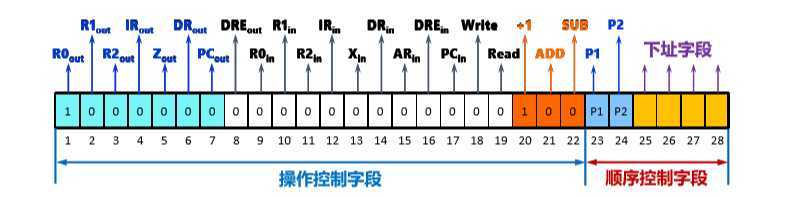 R1out IRout DRout DREout R1in IRin DRin DREin Write +1 SUB P2
R0out R2out Zout PCout R0in R2in Xin ARin PCin Read ADD P1 下址字段
1 0 0 0 0 0 0 0 0 0 0 0 0 0 0 0 0 0 0 1 0 0 P1 P2
1 2 3 4 5 6 7 8 9 10 11 12 13 14 15 16 17 18 19 20 21 22 23 24 25 26 27 28
操作控制字段 顺序控制字段